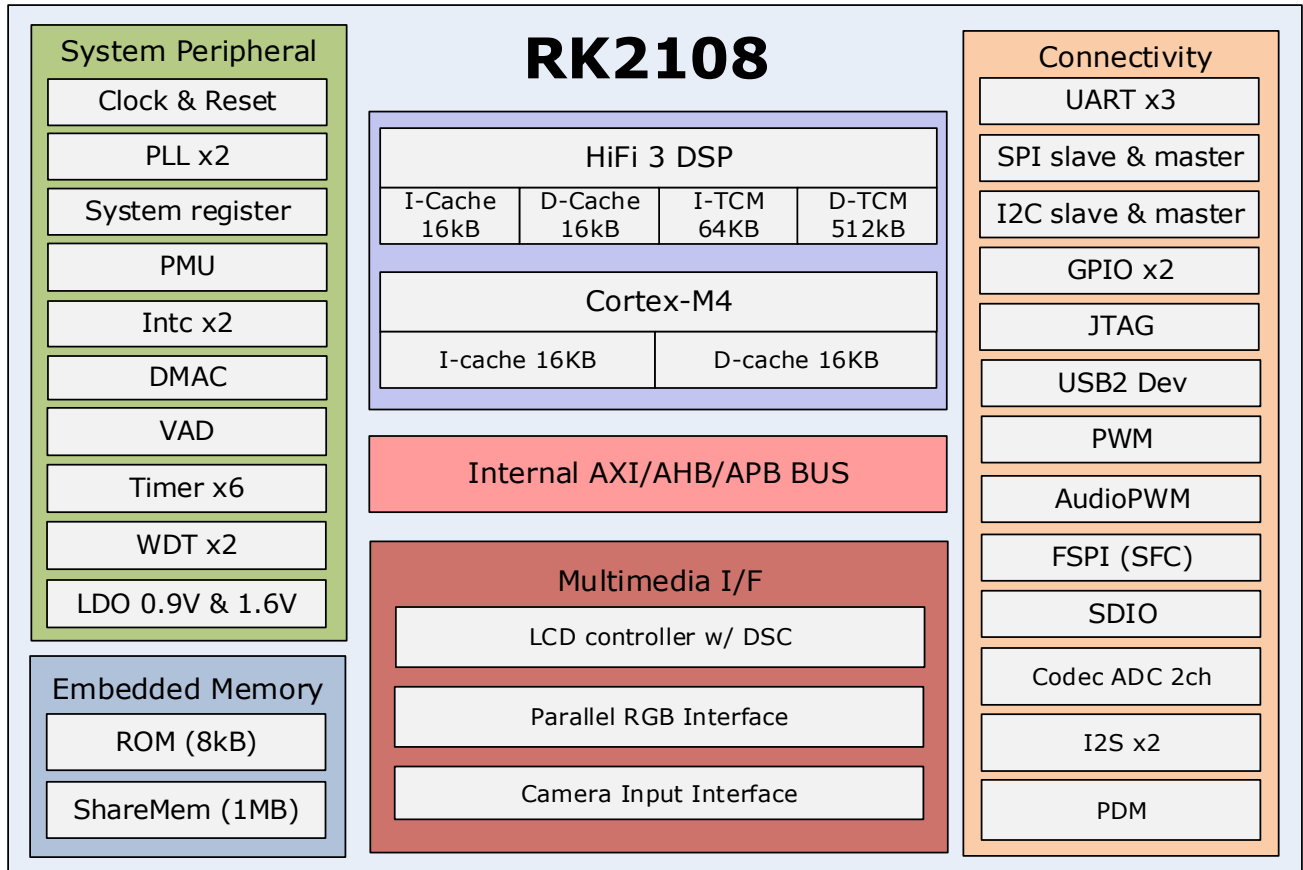 RK2108
System Peripheral
Clock & Reset
PLL x2
System register
PMU
Intc x2
DMAC
VAD
Timer x6
WDT x2
LDO 0.9V & 1.6V
Embedded Memory
ROM (8kB)
ShareMem (1MB)
HiFi 3 DSP
I-Cache
16kB
D-Cache
16kB
I-TCM
64KB
D-TCM
512kB
Cortex-M4
I-cache 16KB
D-cache 16KB
Internal AXI/AHB/APB BUS
Multimedia I/F
LCD controller w/ DSC
Parallel RGB Interface
Camera Input Interface
Connectivity
UART x3
SPI slave & master
I2C slave & master
GPIO x2
JTAG
USB2 Dev
PWM
AudioPWM
FSPI (SFC)
SDIO
Codec ADC 2ch
I2S x2
PDM